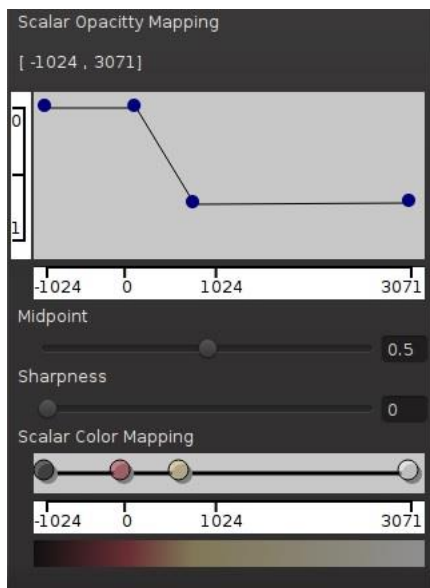 Scalar Opacitty Mapping
[ -1024 , 3071]
0
1
-1024 0 1024 3071
Midpoint
0.5
Sharpness
0
Scalar Color Mapping
-1024 0 1024 3071